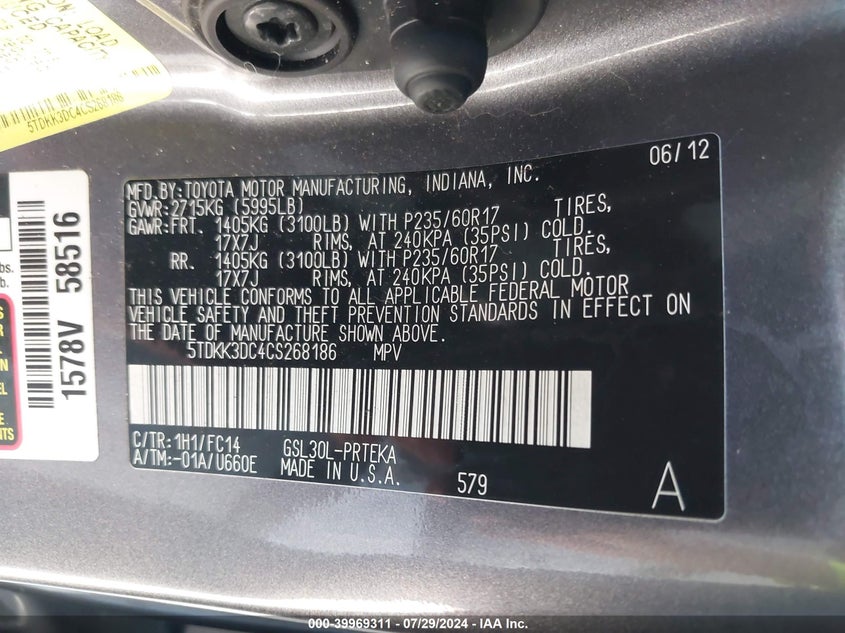 ON LOAD
CAPACIT
5TDKK3DC4CS268186
1578V 58516
bs.
b.
06/12
MFD.BY:TOYOTA MOTOR MANUFACTURING, INDIANA, INC.
GVWR:2715KG (5995LB)
GAWR:FRT. 1405KG (3100LB) WITH P235/60R17 TIRES,
17X7J RIMS, AT 240KPA (35PSI) COLD.
RR. 1405KG (3100LB) WITH P235/60R17 TIRES,
17X7J RIMS, AT 240KPA (35PSI) COLD.
THIS VEHICLE CONFORMS TO ALL APPLICABLE FEDERAL MOTOR
VEHICLE SAFETY AND THEFT PREVENTION STANDARDS IN EFFECT ON
THE DATE OF MANUFACTURE SHOWN ABOVE.
5TDKK3DC4CS268186 MPV
C/TR:1H1/FC14 GSL30L-PRTEKA
A/TM:-01A/U660E MADE IN U.S.A. 579
A
39969311 - 07/29/2024 - IAA Inc.